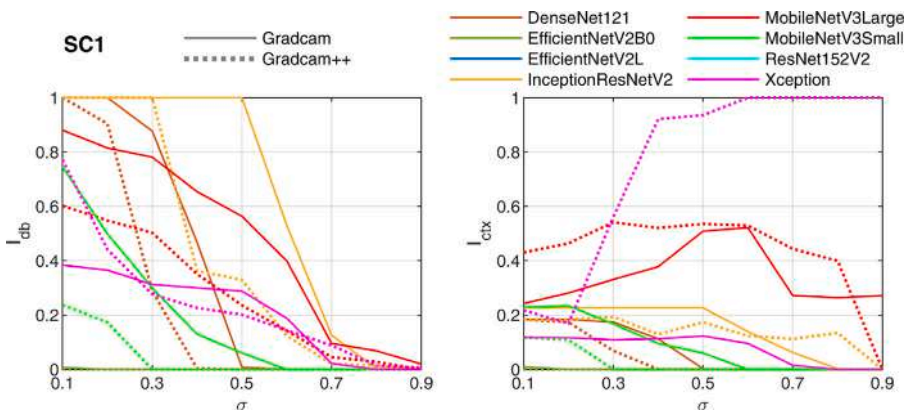 SC1
Gradcam
Gradcam++
DenseNet121
EfficientNetV2B0
EfficientNetV2L
InceptionResNetV2
MobileNetV3Large
MobileNetV3Small
ResNet152V2
Xception
1
0.8
0.6
0.4
0.2
0
I_db
0.1 0.3 0.5 0.7 0.9
σ
1
0.8
0.6
0.4
0.2
0
I_ctx
0.1 0.3 0.5 0.7 0.9
σ